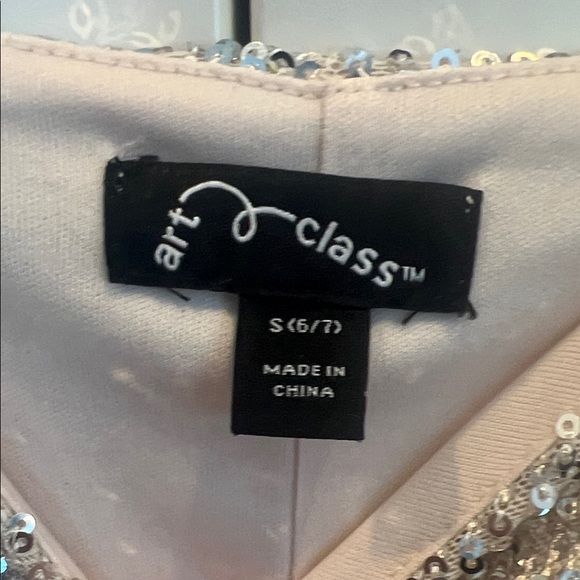 art class™
S(6/7)
MADE IN
CHINA